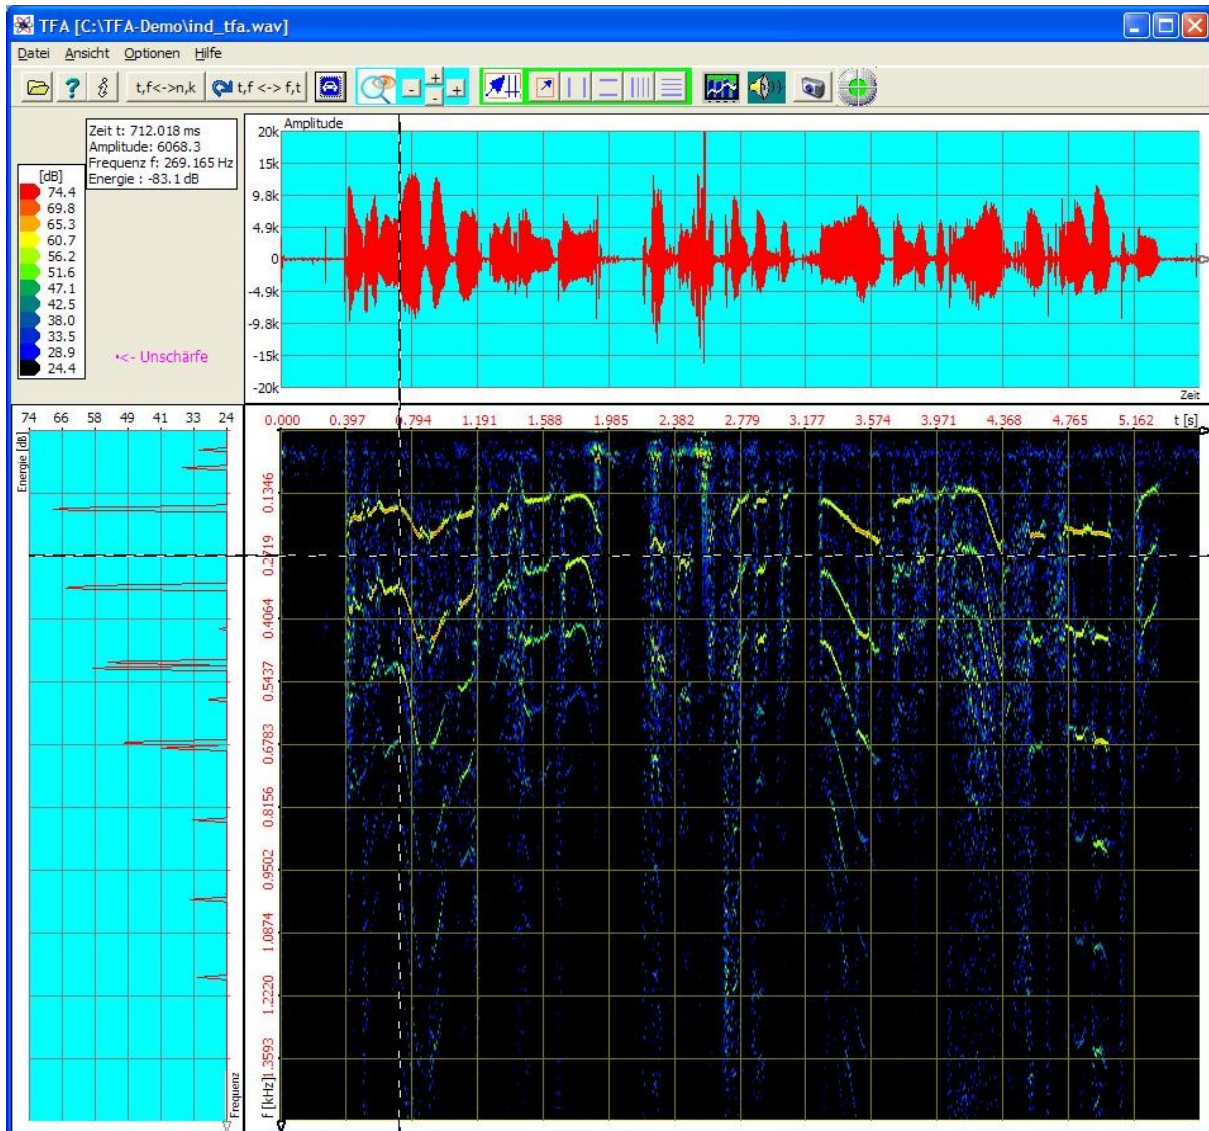 TFA [C:\TFA-Demo\ind_tfa.wav]
Datei Ansicht Optionen Hilfe
t,f<->n,k
t,f <-> f,t
Zeit t: 712.018 ms
Amplitude: 6068.3
Frequenz f: 269.165 Hz
Energie : -83.1 dB
[dB]
74.4
69.8
65.3
60.7
56.2
51.6
47.1
42.5
38.0
33.5
28.9
24.4
<- Unschärfe
Amplitude
20k
15k
9.8k
4.9k
0
-4.9k
-9.8k
-15k
-20k
Zeit
74 66 58 49 41 33 24
Energie [dB]
Frequenz
0.000 0.397 0.794 1.191 1.588 1.985 2.382 2.779 3.177 3.574 3.971 4.368 4.765 5.162 t [s]
0.1346
0.2719
0.4064
0.5437
0.6783
0.8156
0.9502
1.0874
1.2220
1.3593
f [kHz]